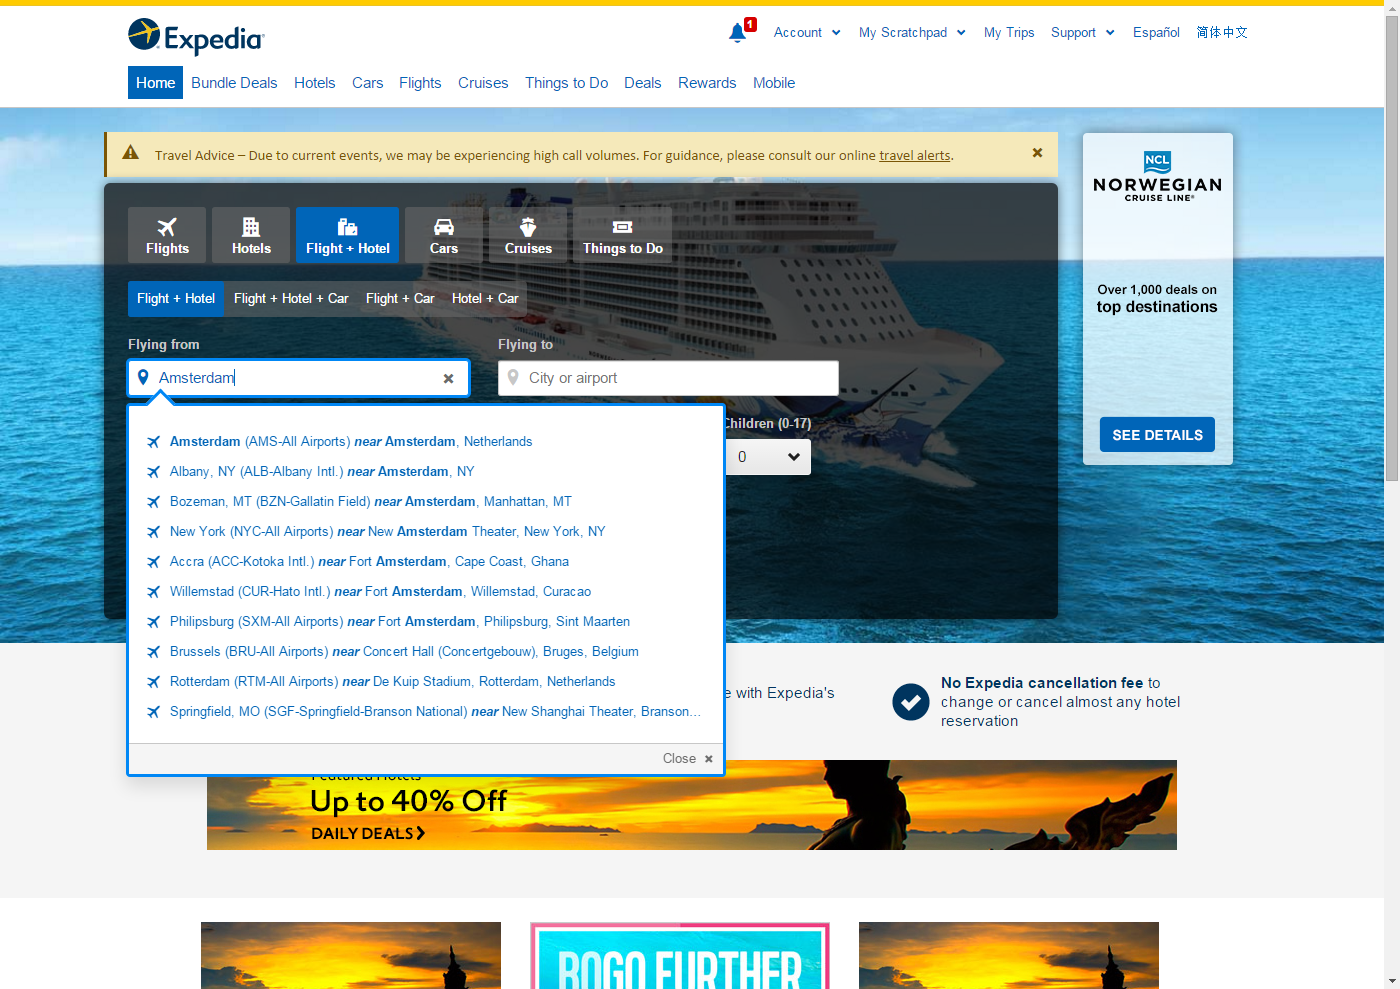 Expedia
1
Account
My Scratchpad
My Trips
Support
Español
简体中文
Home
Bundle Deals
Hotels
Cars
Flights
Cruises
Things to Do
Deals
Rewards
Mobile
Travel Advice – Due to current events, we may be experiencing high call volumes. For guidance, please consult our online travel alerts.
NCL
NORWEGIAN
CRUISE LINE®
Over 1,000 deals on
top destinations
SEE DETAILS
Flights
Hotels
Flight + Hotel
Cars
Cruises
Things to Do
Flight + Hotel
Flight + Hotel + Car
Flight + Car
Hotel + Car
Flying from
Flying to
Amsterdam
City or airport
Children (0-17)
0
Amsterdam (AMS-All Airports) near Amsterdam, Netherlands
Albany, NY (ALB-Albany Intl.) near Amsterdam, NY
Bozeman, MT (BZN-Gallatin Field) near Amsterdam, Manhattan, MT
New York (NYC-All Airports) near New Amsterdam Theater, New York, NY
Accra (ACC-Kotoka Intl.) near Fort Amsterdam, Cape Coast, Ghana
Willemstad (CUR-Hato Intl.) near Fort Amsterdam, Willemstad, Curacao
Philipsburg (SXM-All Airports) near Fort Amsterdam, Philipsburg, Sint Maarten
Brussels (BRU-All Airports) near Concert Hall (Concertgebouw), Bruges, Belgium
Rotterdam (RTM-All Airports) near De Kuip Stadium, Rotterdam, Netherlands
Springfield, MO (SGF-Springfield-Branson National) near New Shanghai Theater, Branson...
Close
with Expedia's
No Expedia cancellation fee to
change or cancel almost any hotel
reservation
Featured Hotels
Up to 40% Off
DAILY DEALS
BOGO FURTHER